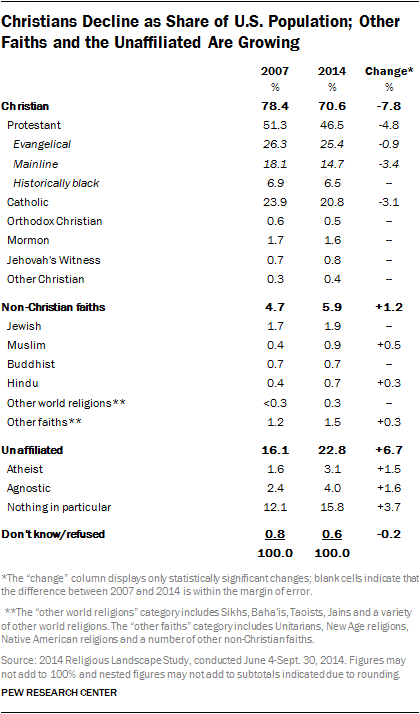 Christians Decline as Share of U.S. Population; Other
Faiths and the Unaffiliated Are Growing
2007 2014 Change*
% % %
Christian 78.4 70.6 -7.8
Protestant 51.3 46.5 -4.8
Evangelical 26.3 25.4 -0.9
Mainline 18.1 14.7 -3.4
Historically black 6.9 6.5 --
Catholic 23.9 20.8 -3.1
Orthodox Christian 0.6 0.5 --
Mormon 1.7 1.6 --
Jehovah's Witness 0.7 0.8 --
Other Christian 0.3 0.4 --
Non-Christian faiths 4.7 5.9 +1.2
Jewish 1.7 1.9 --
Muslim 0.4 0.9 +0.5
Buddhist 0.7 0.7 --
Hindu 0.4 0.7 +0.3
Other world religions** <0.3 0.3 --
Other faiths** 1.2 1.5 +0.3
Unaffiliated 16.1 22.8 +6.7
Atheist 1.6 3.1 +1.5
Agnostic 2.4 4.0 +1.6
Nothing in particular 12.1 15.8 +3.7
Don't know/refused 0.8 0.6 -0.2
100.0 100.0
*The "change" column displays only statistically significant changes; blank cells indicate that
the difference between 2007 and 2014 is within the margin of error.
**The "other world religions" category includes Sikhs, Baha'is, Taoists, Jains and a variety
of other world religions. The "other faiths" category includes Unitarians, New Age religions,
Native American religions and a number of other non-Christian faiths.
Source: 2014 Religious Landscape Study, conducted June 4-Sept. 30, 2014. Figures may
not add to 100% and nested figures may not add to subtotals indicated due to rounding.
PEW RESEARCH CENTER